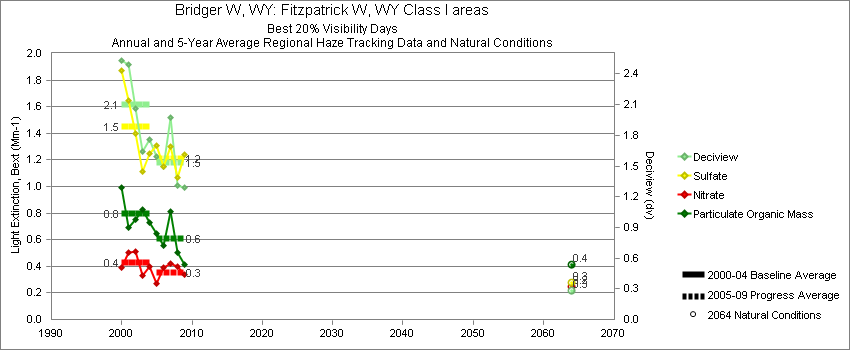 Bridger W, WY: Fitzpatrick W, WY Class I areas
Best 20% Visibility Days
Annual and 5-Year Average Regional Haze Tracking Data and Natural Conditions
Light Extinction, Bext (Mm-1)
2.0
1.8
1.6
1.4
1.2
1.0
0.8
0.6
0.4
0.2
0.0
2.1
1.5
1.2
1.5
0.8
0.6
0.4
0.3
0.4
0.3
0.3
2.4
2.1
1.8
1.5
1.2
0.9
0.6
0.3
0.0
Deciview (dv)
1990 2000 2010 2020 2030 2040 2050 2060 2070
Deciview
Sulfate
Nitrate
Particulate Organic Mass
2000-04 Baseline Average
2005-09 Progress Average
2064 Natural Conditions